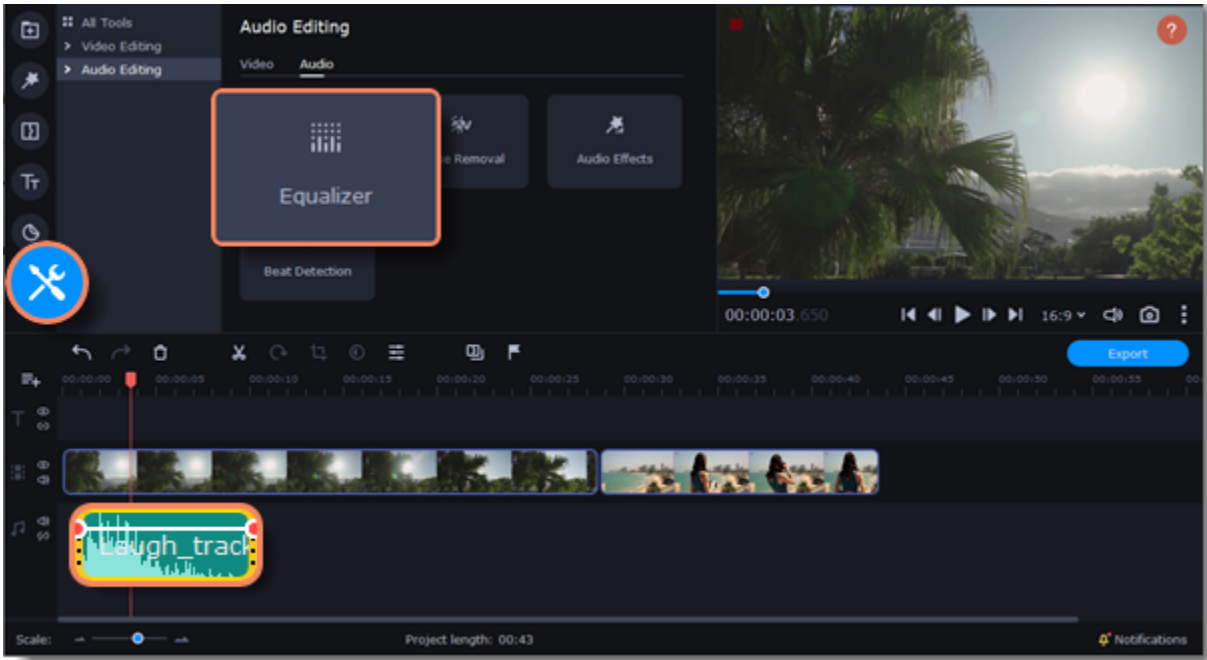 All Tools
Video Editing
Audio Editing
Audio Editing
Video Audio
Equalizer
Removal
Audio Effects
Beat Detection
?
00:00:03.650
16:9
Export
00:00:00 00:00:05 00:00:10 00:00:15 00:00:20 00:00:25 00:00:30 00:00:35 00:00:40 00:00:45 00:00:50 00:00:55 00:
T
Laugh_track
Scale:
Project length: 00:43
Notifications